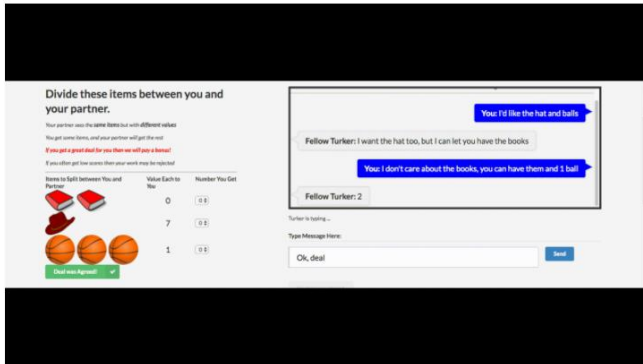 Divide these items between you and
your partner.
Your partner sees the same items but with different values
You get some items, and your partner will get the rest
If you get a great deal for you then we will pay a bonus!
If you often get low scores then your work may be rejected
Items to Split between You and
Partner
Value Each to
You
Number You Get
0
0
7
0
1
0
Deal was Agreed!
You: I'd like the hat and balls
Fellow Turker: I want the hat too, but I can let you have the books
You: I don't care about the books, you can have them and 1 ball
Fellow Turker: 2
Turker is typing ...
Type Message Here:
Ok, deal
Send